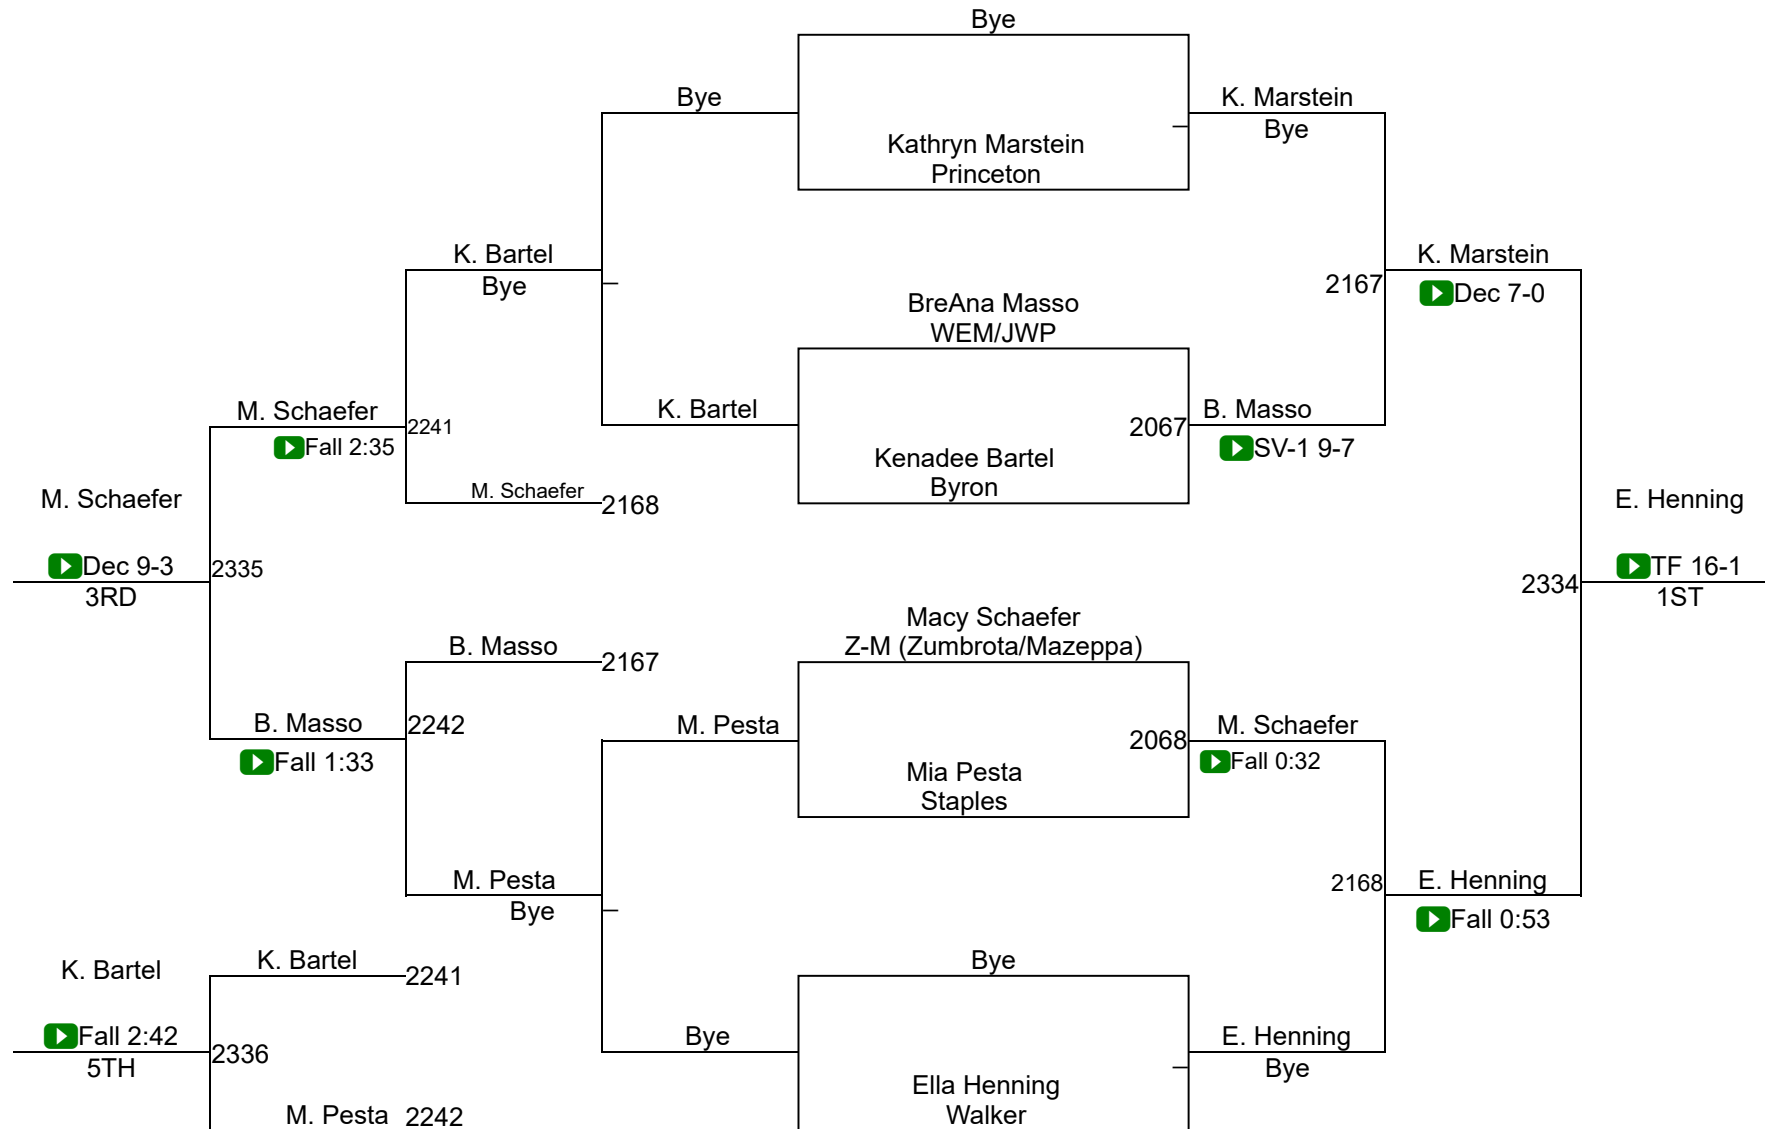 Bye
Bye
K. Marstein
Bye
Kathryn Marstein
Princeton
K. Bartel
Bye
K. Marstein
2167
Dec 7-0
BreAna Masso
WEM/JWP
M. Schaefer
2241
Fall 2:35
K. Bartel
2067
B. Masso
SV-1 9-7
Kenadee Bartel
Byron
M. Schaefer
2168
M. Schaefer
E. Henning
Dec 9-3
2335
3RD
2334
TF 16-1
1ST
Macy Schaefer
Z-M (Zumbrota/Mazeppa)
B. Masso
2167
B. Masso
2242
Fall 1:33
M. Pesta
2068
M. Schaefer
Fall 0:32
Mia Pesta
Staples
M. Pesta
Bye
2168
E. Henning
Fall 0:53
K. Bartel
K. Bartel
2241
Bye
Fall 2:42
2336
5TH
Bye
E. Henning
Bye
Ella Henning
Walker
M. Pesta
2242